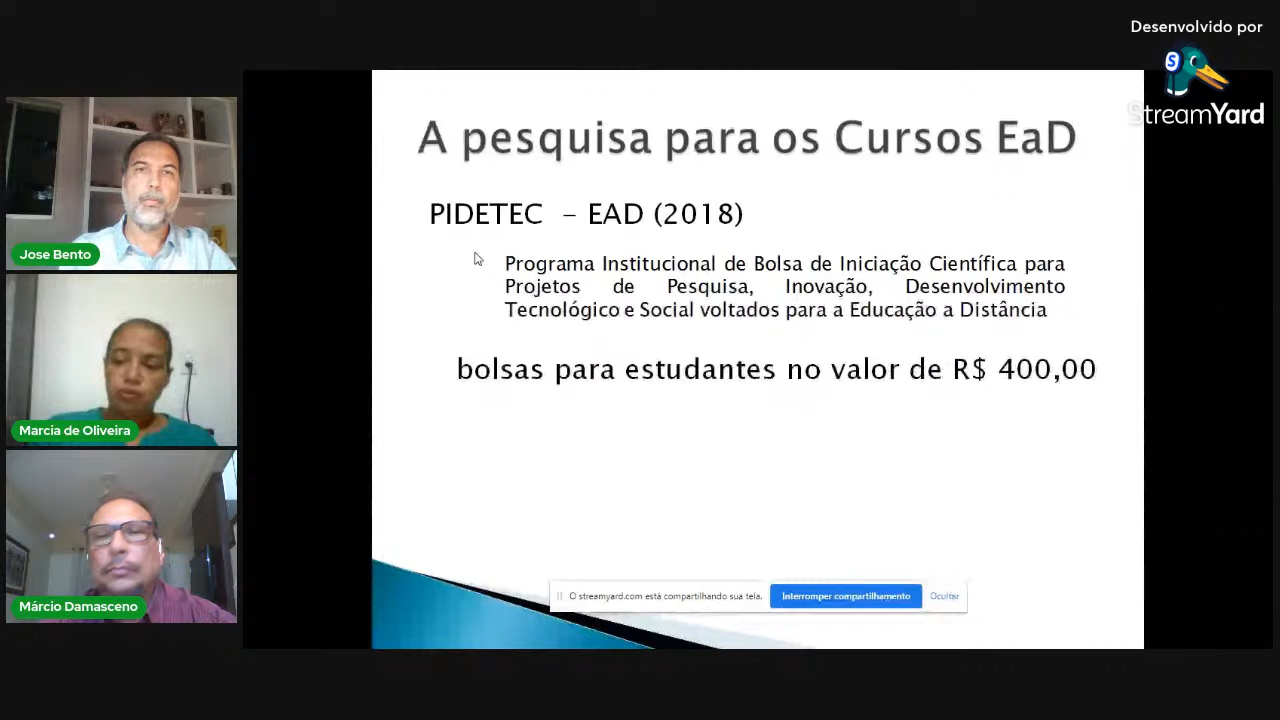 Desenvolvido por
StreamYard
Jose Bento
Marcia de Oliveira
Márcio Damasceno
A pesquisa para os Cursos EaD
PIDETEC – EAD (2018)
Programa Institucional de Bolsa de Iniciação Científica para
Projetos de Pesquisa, Inovação, Desenvolvimento
Tecnológico e Social voltados para a Educação a Distância
bolsas para estudantes no valor de R$ 400,00
O streamyard.com está compartilhando sua tela.
Interromper compartilhamento
Ocultar